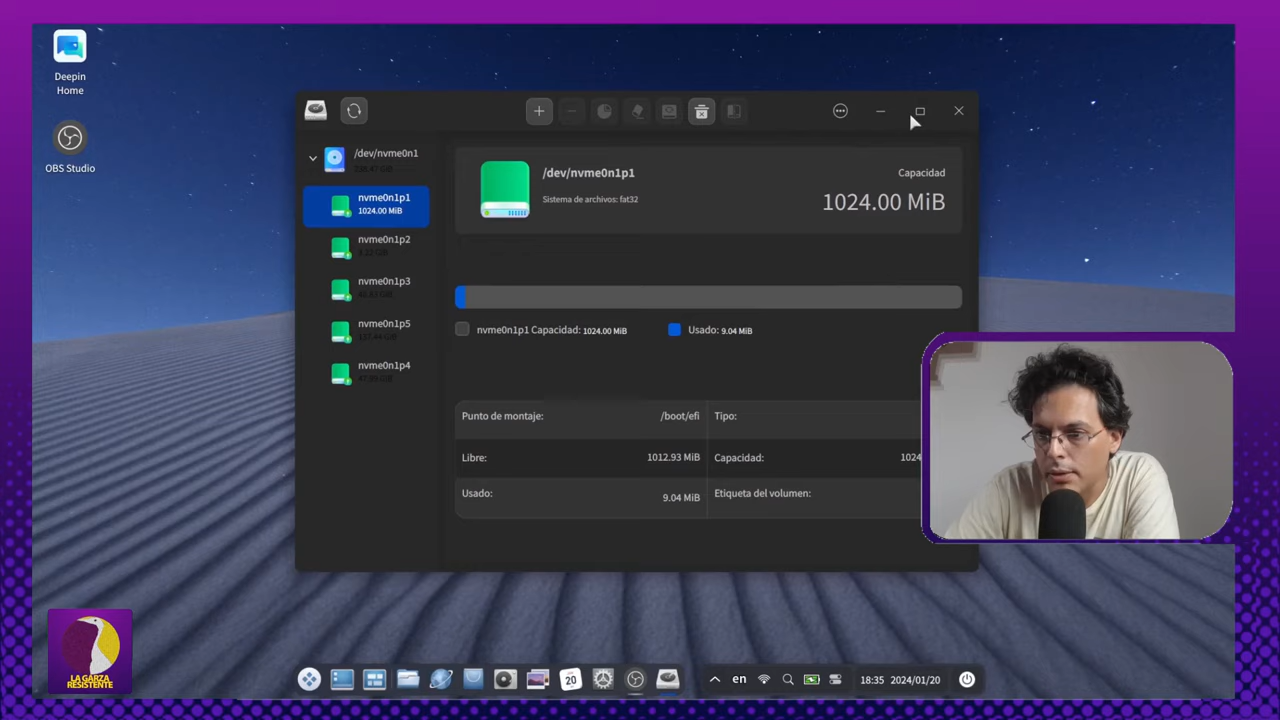 Deepin
Home
OBS Studio
/dev/nvme0n1
nvme0n1p1
1024.00 MiB
nvme0n1p2
nvme0n1p3
nvme0n1p5
nvme0n1p4
/dev/nvme0n1p1
Sistema de archivos: fat32
Capacidad
1024.00 MiB
nvme0n1p1 Capacidad: 1024.00 MiB
Usado: 9.04 MiB
Punto de montaje: /boot/efi
Tipo:
Libre: 1012.93 MiB
Capacidad: 1024
Usado: 9.04 MiB
Etiqueta del volumen:
LA GARZA
RESISTENTE
20
en
18:35 2024/01/20